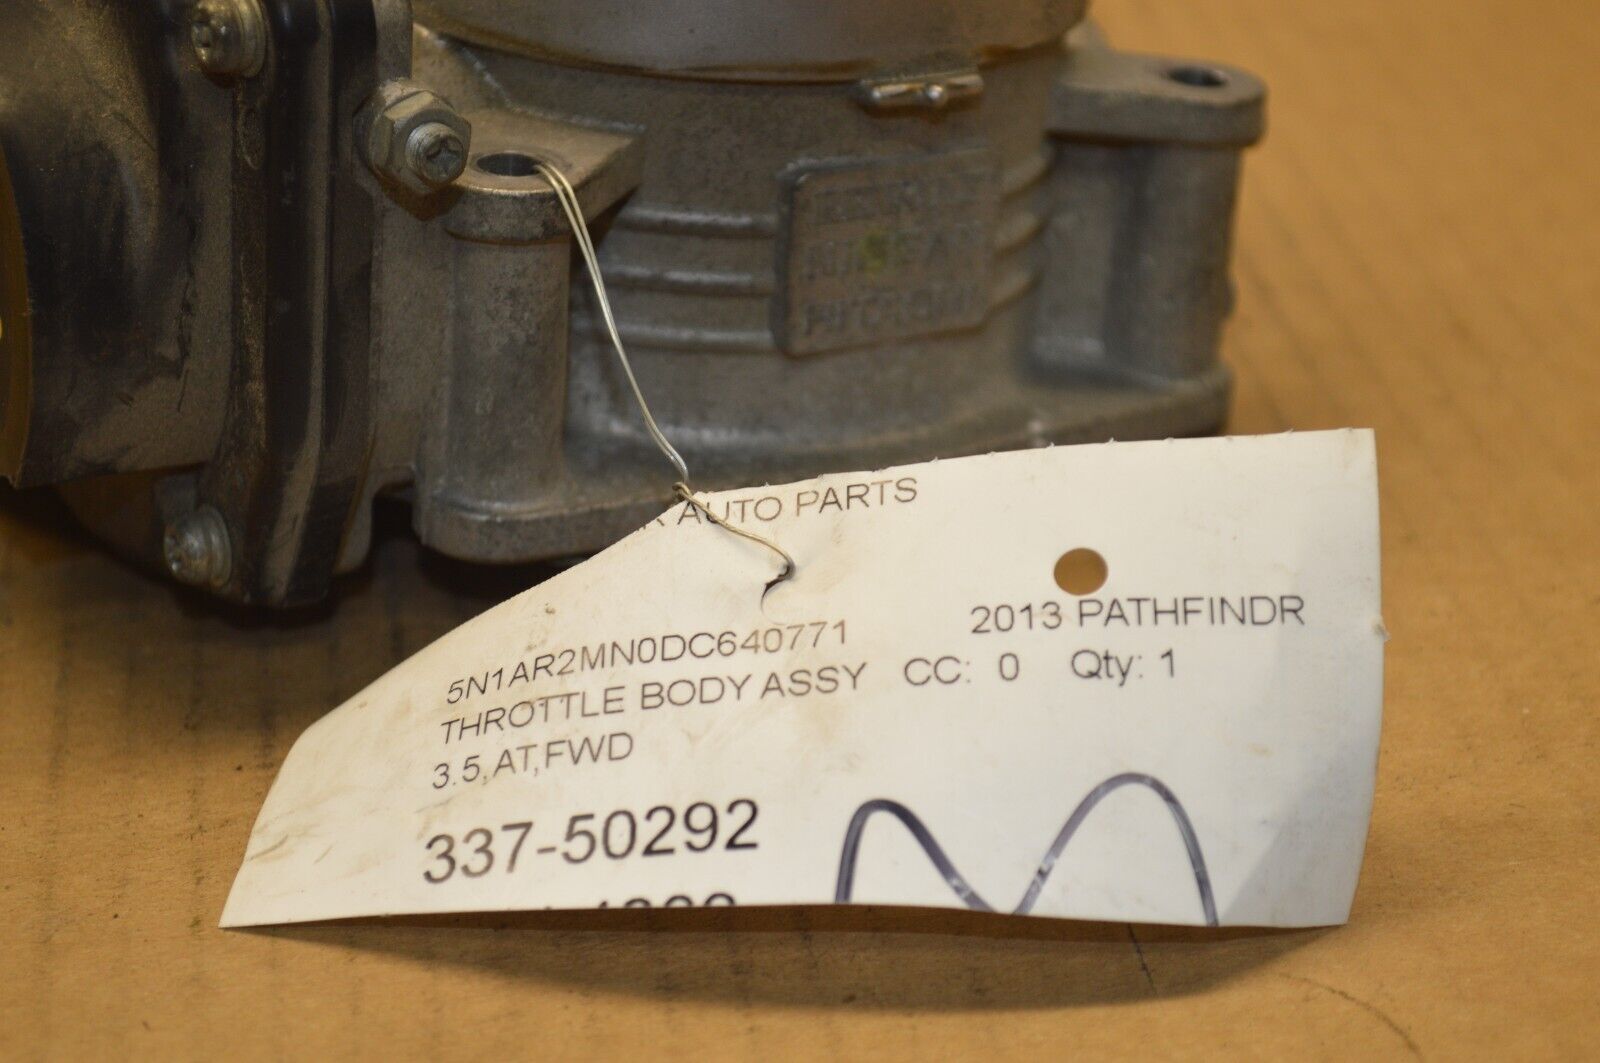 AUTO PARTS
5N1AR2MN0DC640771 2013 PATHFINDR
THROTTLE BODY ASSY CC: 0 Qty: 1
3.5,AT,FWD
337-50292